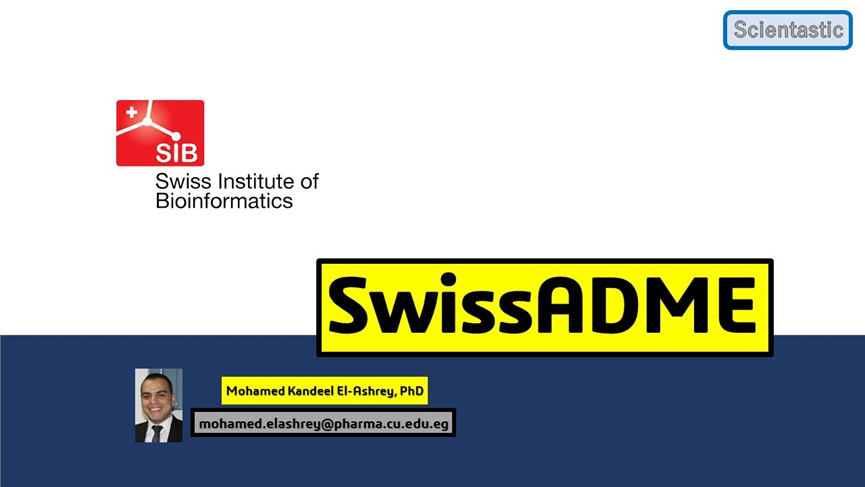 Scientastic
SIB
Swiss Institute of
Bioinformatics
SwissADME
Mohamed Kandeel El-Ashrey, PhD
mohamed.elashrey@pharma.cu.edu.eg